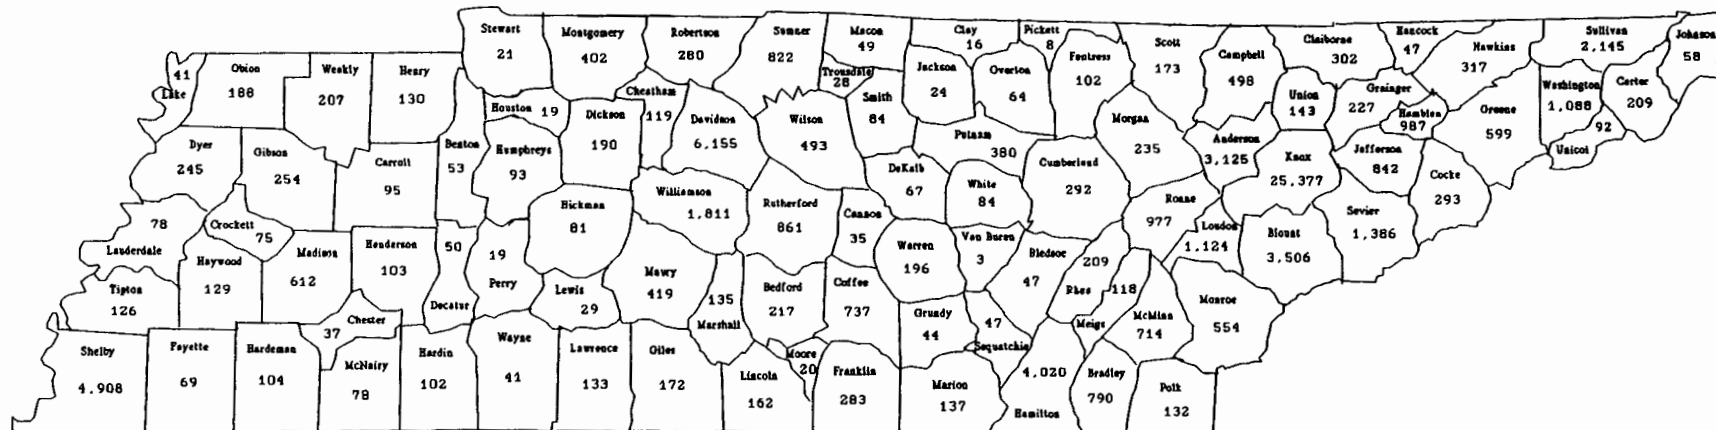 Stewart
21
Montgomery
402
Robertson
280
Sumner
822
Macon
49
Clay
16
Pickett
8
Fentress
102
Scott
173
Campbell
498
Claiborne
302
Hancock
47
Hawkins
317
Sullivan
2,145
Johnson
58
41
Lake
Obion
188
Weakly
207
Henry
130
Houston 19
Dickson
190
Cheatham
119
Davidson
6,155
Wilson
493
Trousdale
28
Smith
84
Jackson
24
Overton
64
Putnam
380
Morgan
235
Anderson
3,125
Union
143
Grainger
227
Hamblen
987
Greene
599
Washington
1,088
Carter
209
92
Unicoi
Dyer
245
Gibson
254
Carroll
95
Benton
53
Humphreys
93
Hickman
81
Williamson
1,811
Rutherford
861
Cannon
35
DeKalb
67
White
84
Cumberland
292
Roane
977
Knox
25,377
Jefferson
842
Cocke
293
Sevier
1,386
Blount
3,506
Loudon
1,124
78
Lauderdale
Crockett
75
Haywood
129
Madison
612
Henderson
103
50
Decatur
19
Perry
Lewis
29
Maury
419
135
Marshall
Bedford
217
Coffee
737
Warren
196
Van Buren
3
Bledsoe
47
209
Rhea
118
Meigs
McMinn
714
Monroe
554
Tipton
126
Shelby
4,908
Fayette
69
Hardeman
104
Chester
37
McNairy
78
Hardin
102
Wayne
41
Lawrence
133
Giles
172
Lincoln
162
Moore
20
Franklin
283
Grundy
44
47
Sequatchie
Marion
137
4,020
Hamilton
Bradley
790
Polk
132